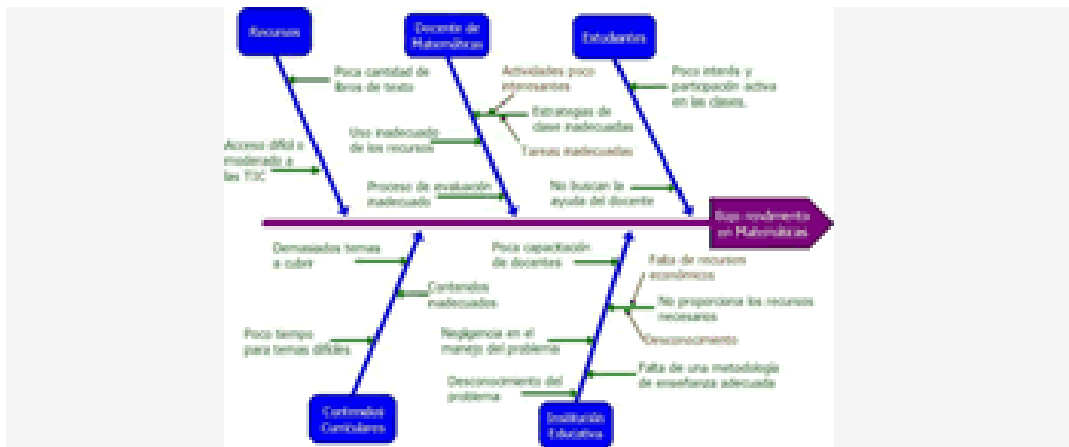 Recursos
Docente de
Matemáticas
Estudiantes
Poca cantidad de
libros de texto
Actividades poco
interesantes
Poco interés y
participación activa
en las clases.
Estrategias de
clase inadecuadas
Uso inadecuado
de los recursos
Tareas inadecuadas
Acceso difícil o
moderado a
las TIC
Proceso de evaluación
inadecuado
No buscan la
ayuda del docente
Bajo rendimiento
en Matemáticas
Demasiados temas
a cubrir
Poca capacitación
de docentes
Falta de recursos
económicos
Contenidos
inadecuados
No proporciona los recursos
necesarios
Poco tiempo
para temas difíciles
Negligencia en el
manejo del problema
Desconocimiento
Falta de una metodología
de enseñanza adecuada
Desconocimiento del
problema
Contenidos
Curriculares
Institución
Educativa